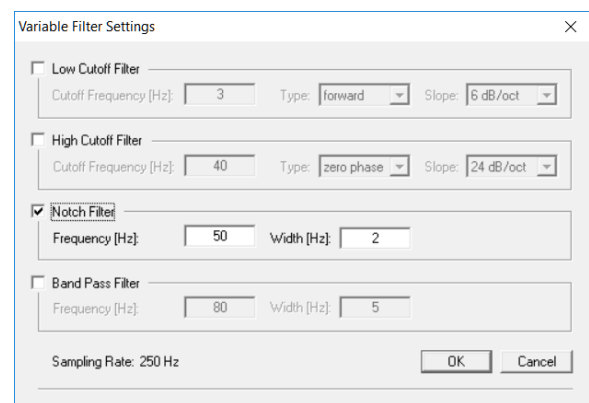 Variable Filter Settings
Low Cutoff Filter
Cutoff Frequency [Hz]: 3 Type: forward Slope: 6 dB/oct
High Cutoff Filter
Cutoff Frequency [Hz]: 40 Type: zero phase Slope: 24 dB/oct
Notch Filter
Frequency [Hz]: 50 Width [Hz]: 2
Band Pass Filter
Frequency [Hz]: 80 Width [Hz]: 5
Sampling Rate: 250 Hz OK Cancel